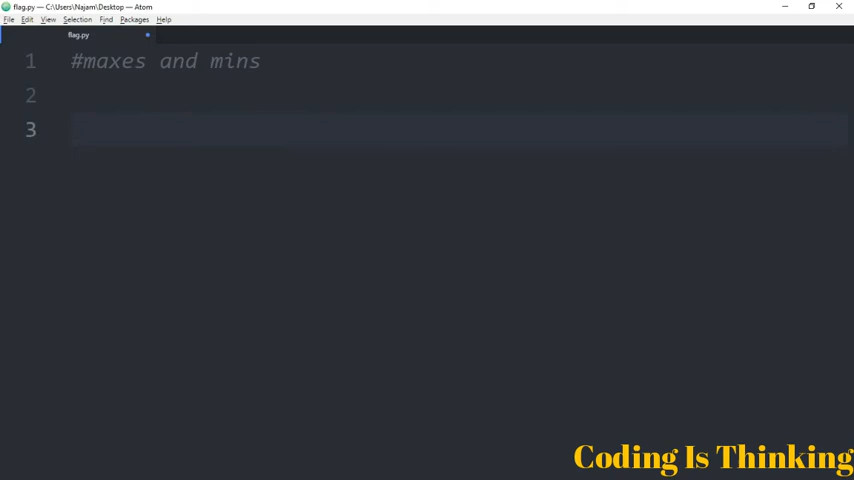 flag.py — C:\Users\Najam\Desktop — Atom
File Edit View Selection Find Packages Help
flag.py
1 #maxes and mins
2
3
Coding Is Thinking